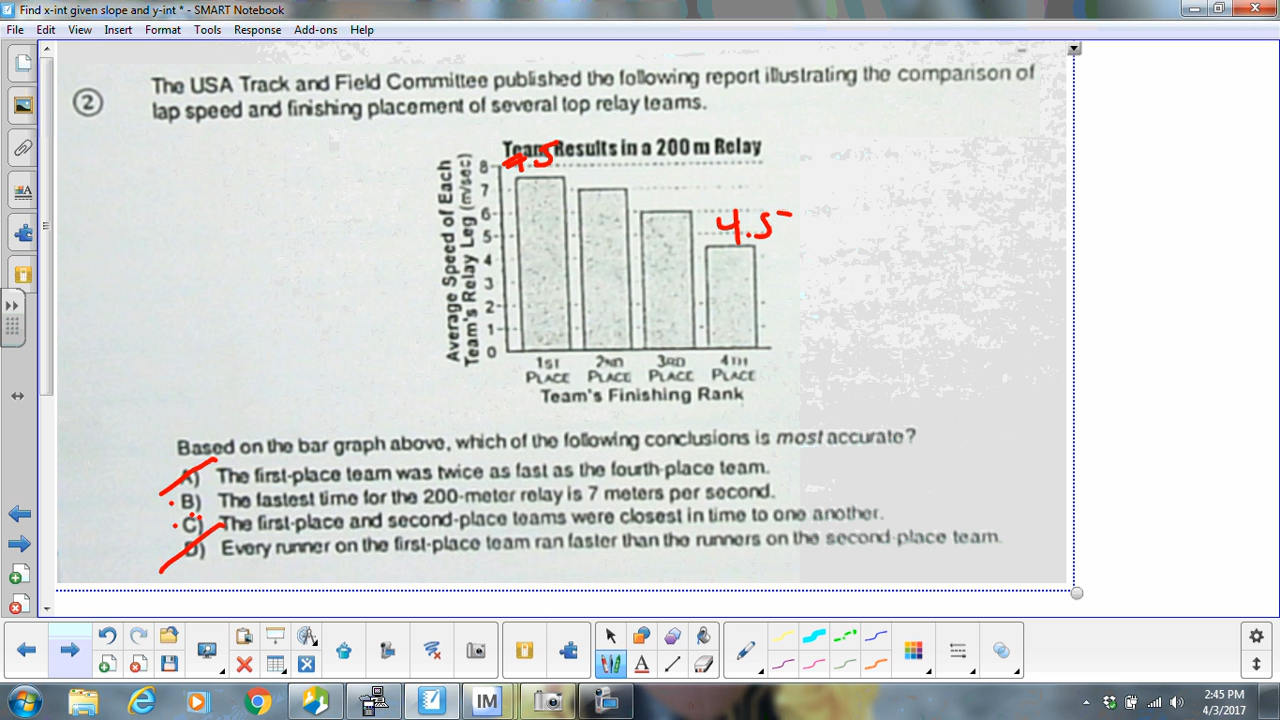 Find x-int given slope and y-int * - SMART Notebook
File Edit View Insert Format Tools Response Add-ons Help
2
The USA Track and Field Committee published the following report illustrating the comparison of
lap speed and finishing placement of several top relay teams.
Team Results in a 200 m Relay
Average Speed of Each
Team's Relay Leg (m/sec)
8
7
6
5
4
3
2
1
0
7.5
4.5
1ST PLACE 2ND PLACE 3RD PLACE 4TH PLACE
Team's Finishing Rank
Based on the bar graph above, which of the following conclusions is most accurate?
A) The first-place team was twice as fast as the fourth-place team.
B) The fastest time for the 200-meter relay is 7 meters per second.
C) The first-place and second-place teams were closest in time to one another.
D) Every runner on the first-place team ran faster than the runners on the second-place team.
A
IM
2:45 PM
4/3/2017